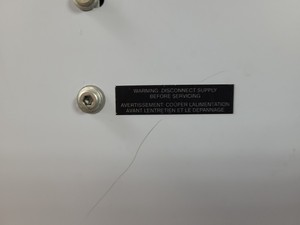 WARNING: DISCONNECT SUPPLY
BEFORE SERVICING
AVERTISSEMENT: COUPER L'ALIMENTATION
AVANT L'ENTRETIEN ET LE DEPANNAGE